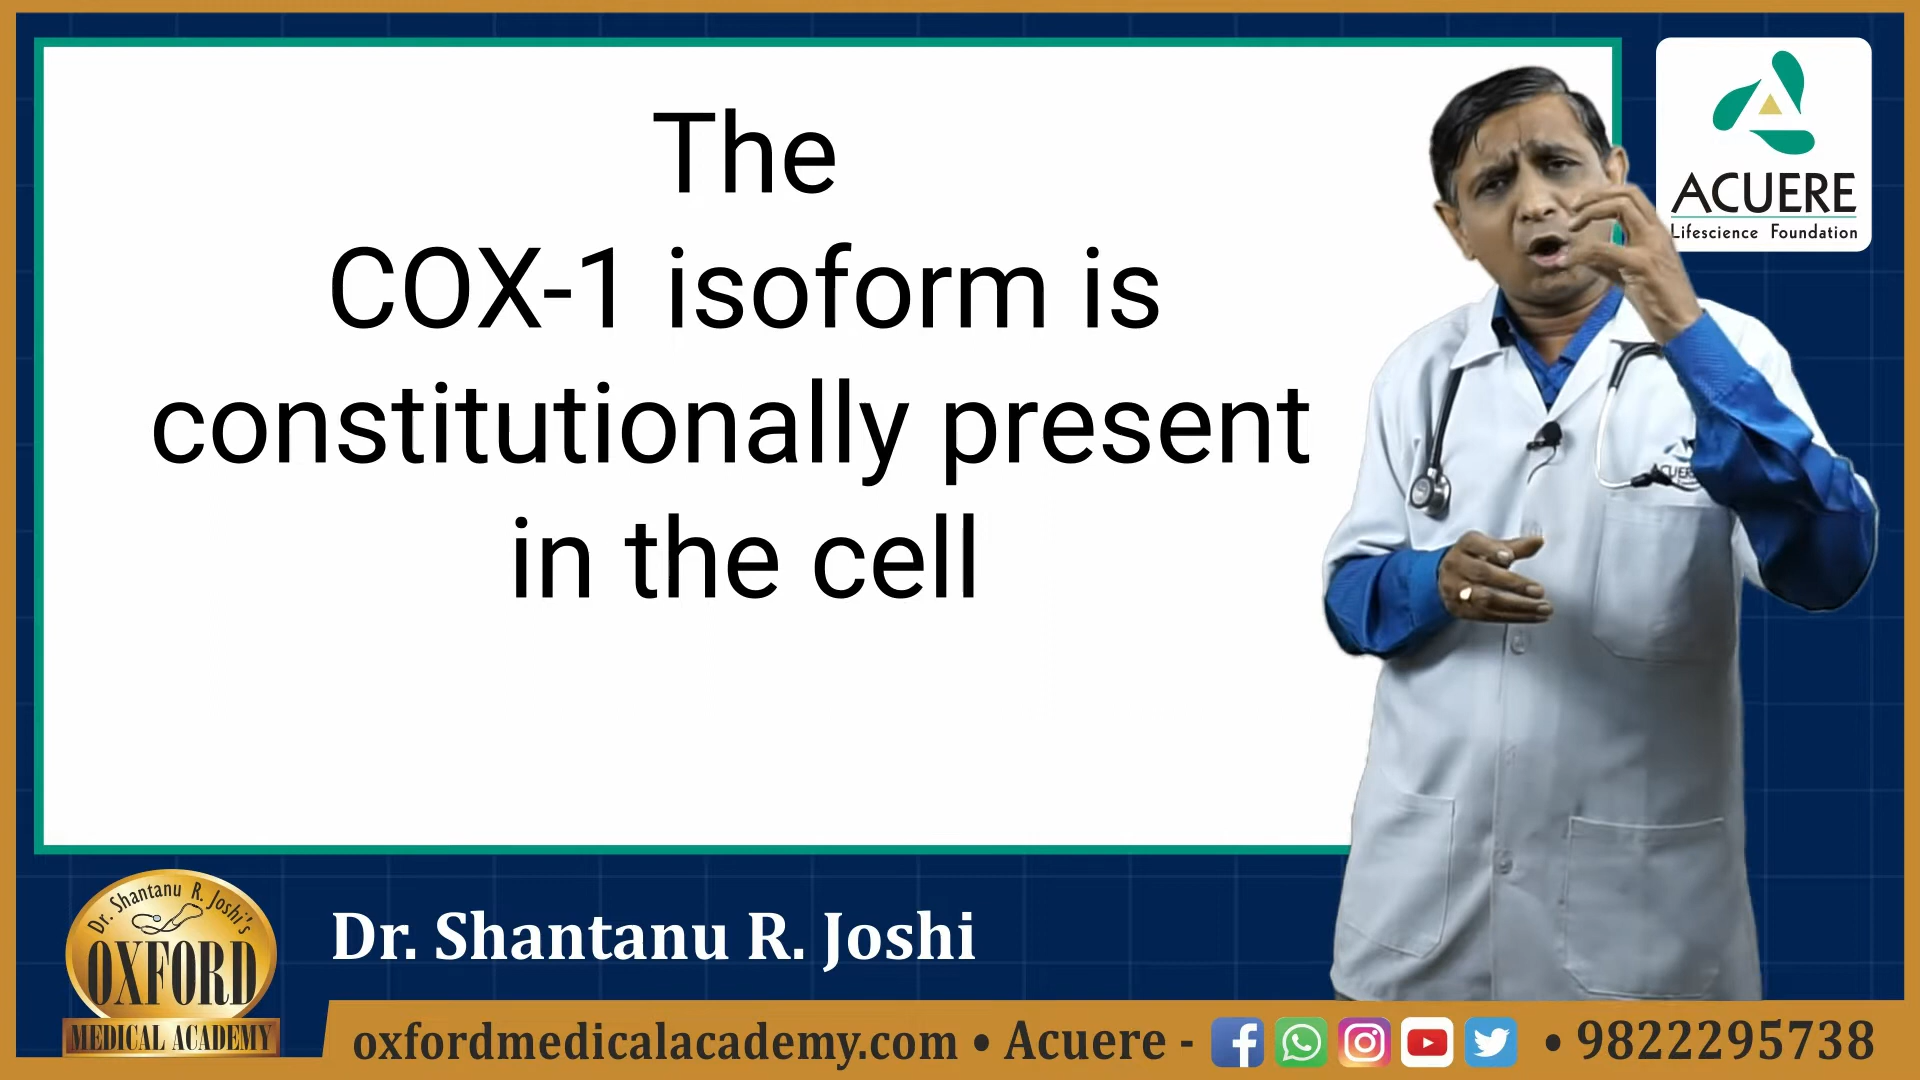 The
COX-1 isoform is
constitutionally present
in the cell
ACUERE
Lifescience Foundation
Dr. Shantanu R. Joshi's
OXFORD
MEDICAL ACADEMY
Dr. Shantanu R. Joshi
oxfordmedicalacademy.com • Acuere - • 9822295738